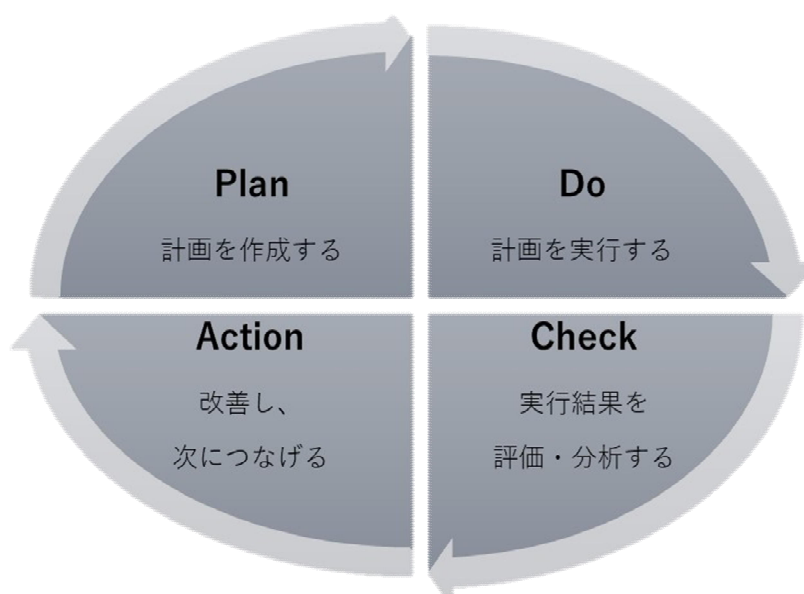 Plan
計画を作成する
Do
計画を実行する
Action
改善し、
次につなげる
Check
実行結果を
評価・分析する